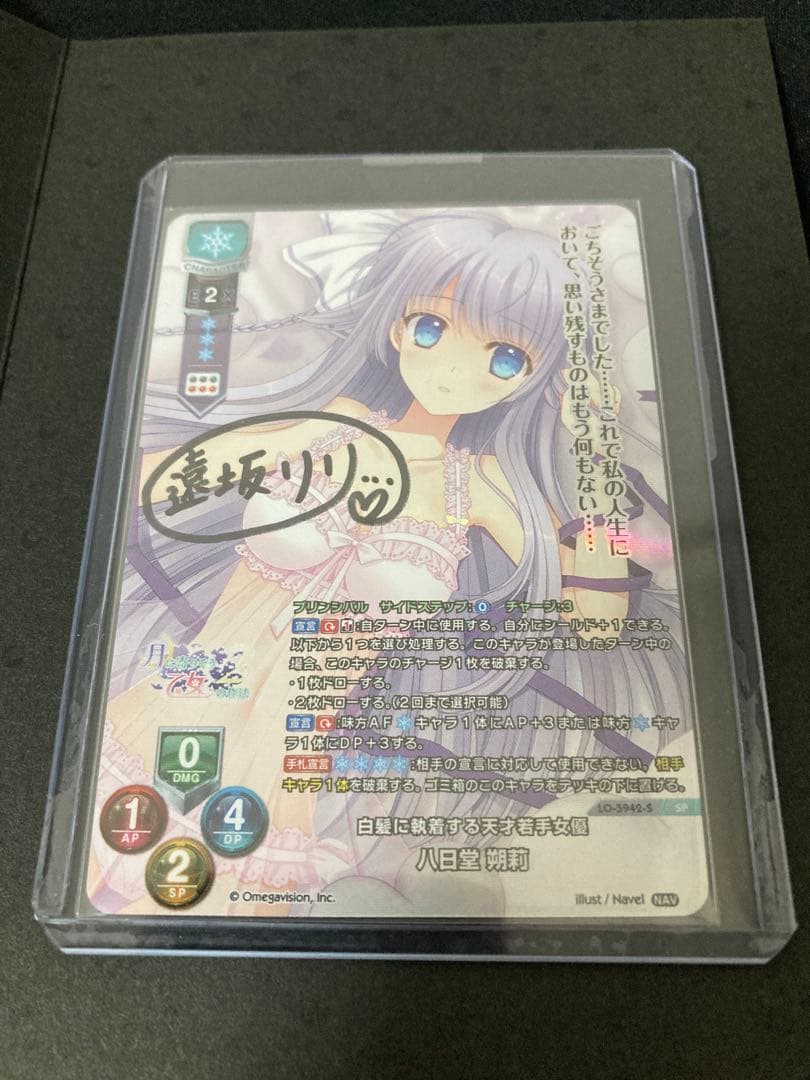 CHARACTER
EX 2
ごちそうさまでした……これで私の人生に
おいて、思い残すものはもう何もない……
遠坂リリ
プリンシパル サイドステップ:0 チャージ:3
宣言:自ターン中に使用する。自分にシールド+1できる。
以下から1つを選び処理する。このキャラが登場したターン中の
場合、このキャラのチャージ1枚を破棄する。
・1枚ドローする。
・2枚ドローする。(2回まで選択可能)
宣言:味方AFキャラ1体にAP+3または味方キャ
ラ1体にDP+3する。
手札宣言:相手の宣言に対応して使用できない。相手
キャラ1体を破棄する。ゴミ箱のこのキャラをデッキの下に置ける。
月に寄りそう
乙女の作法
0
DMG
1
AP
4
DP
2
SP
LO-3942-S SP
白髪に執着する天才若手女優
八日堂 朔莉
© Omegavision, Inc.
illust / Navel NAV